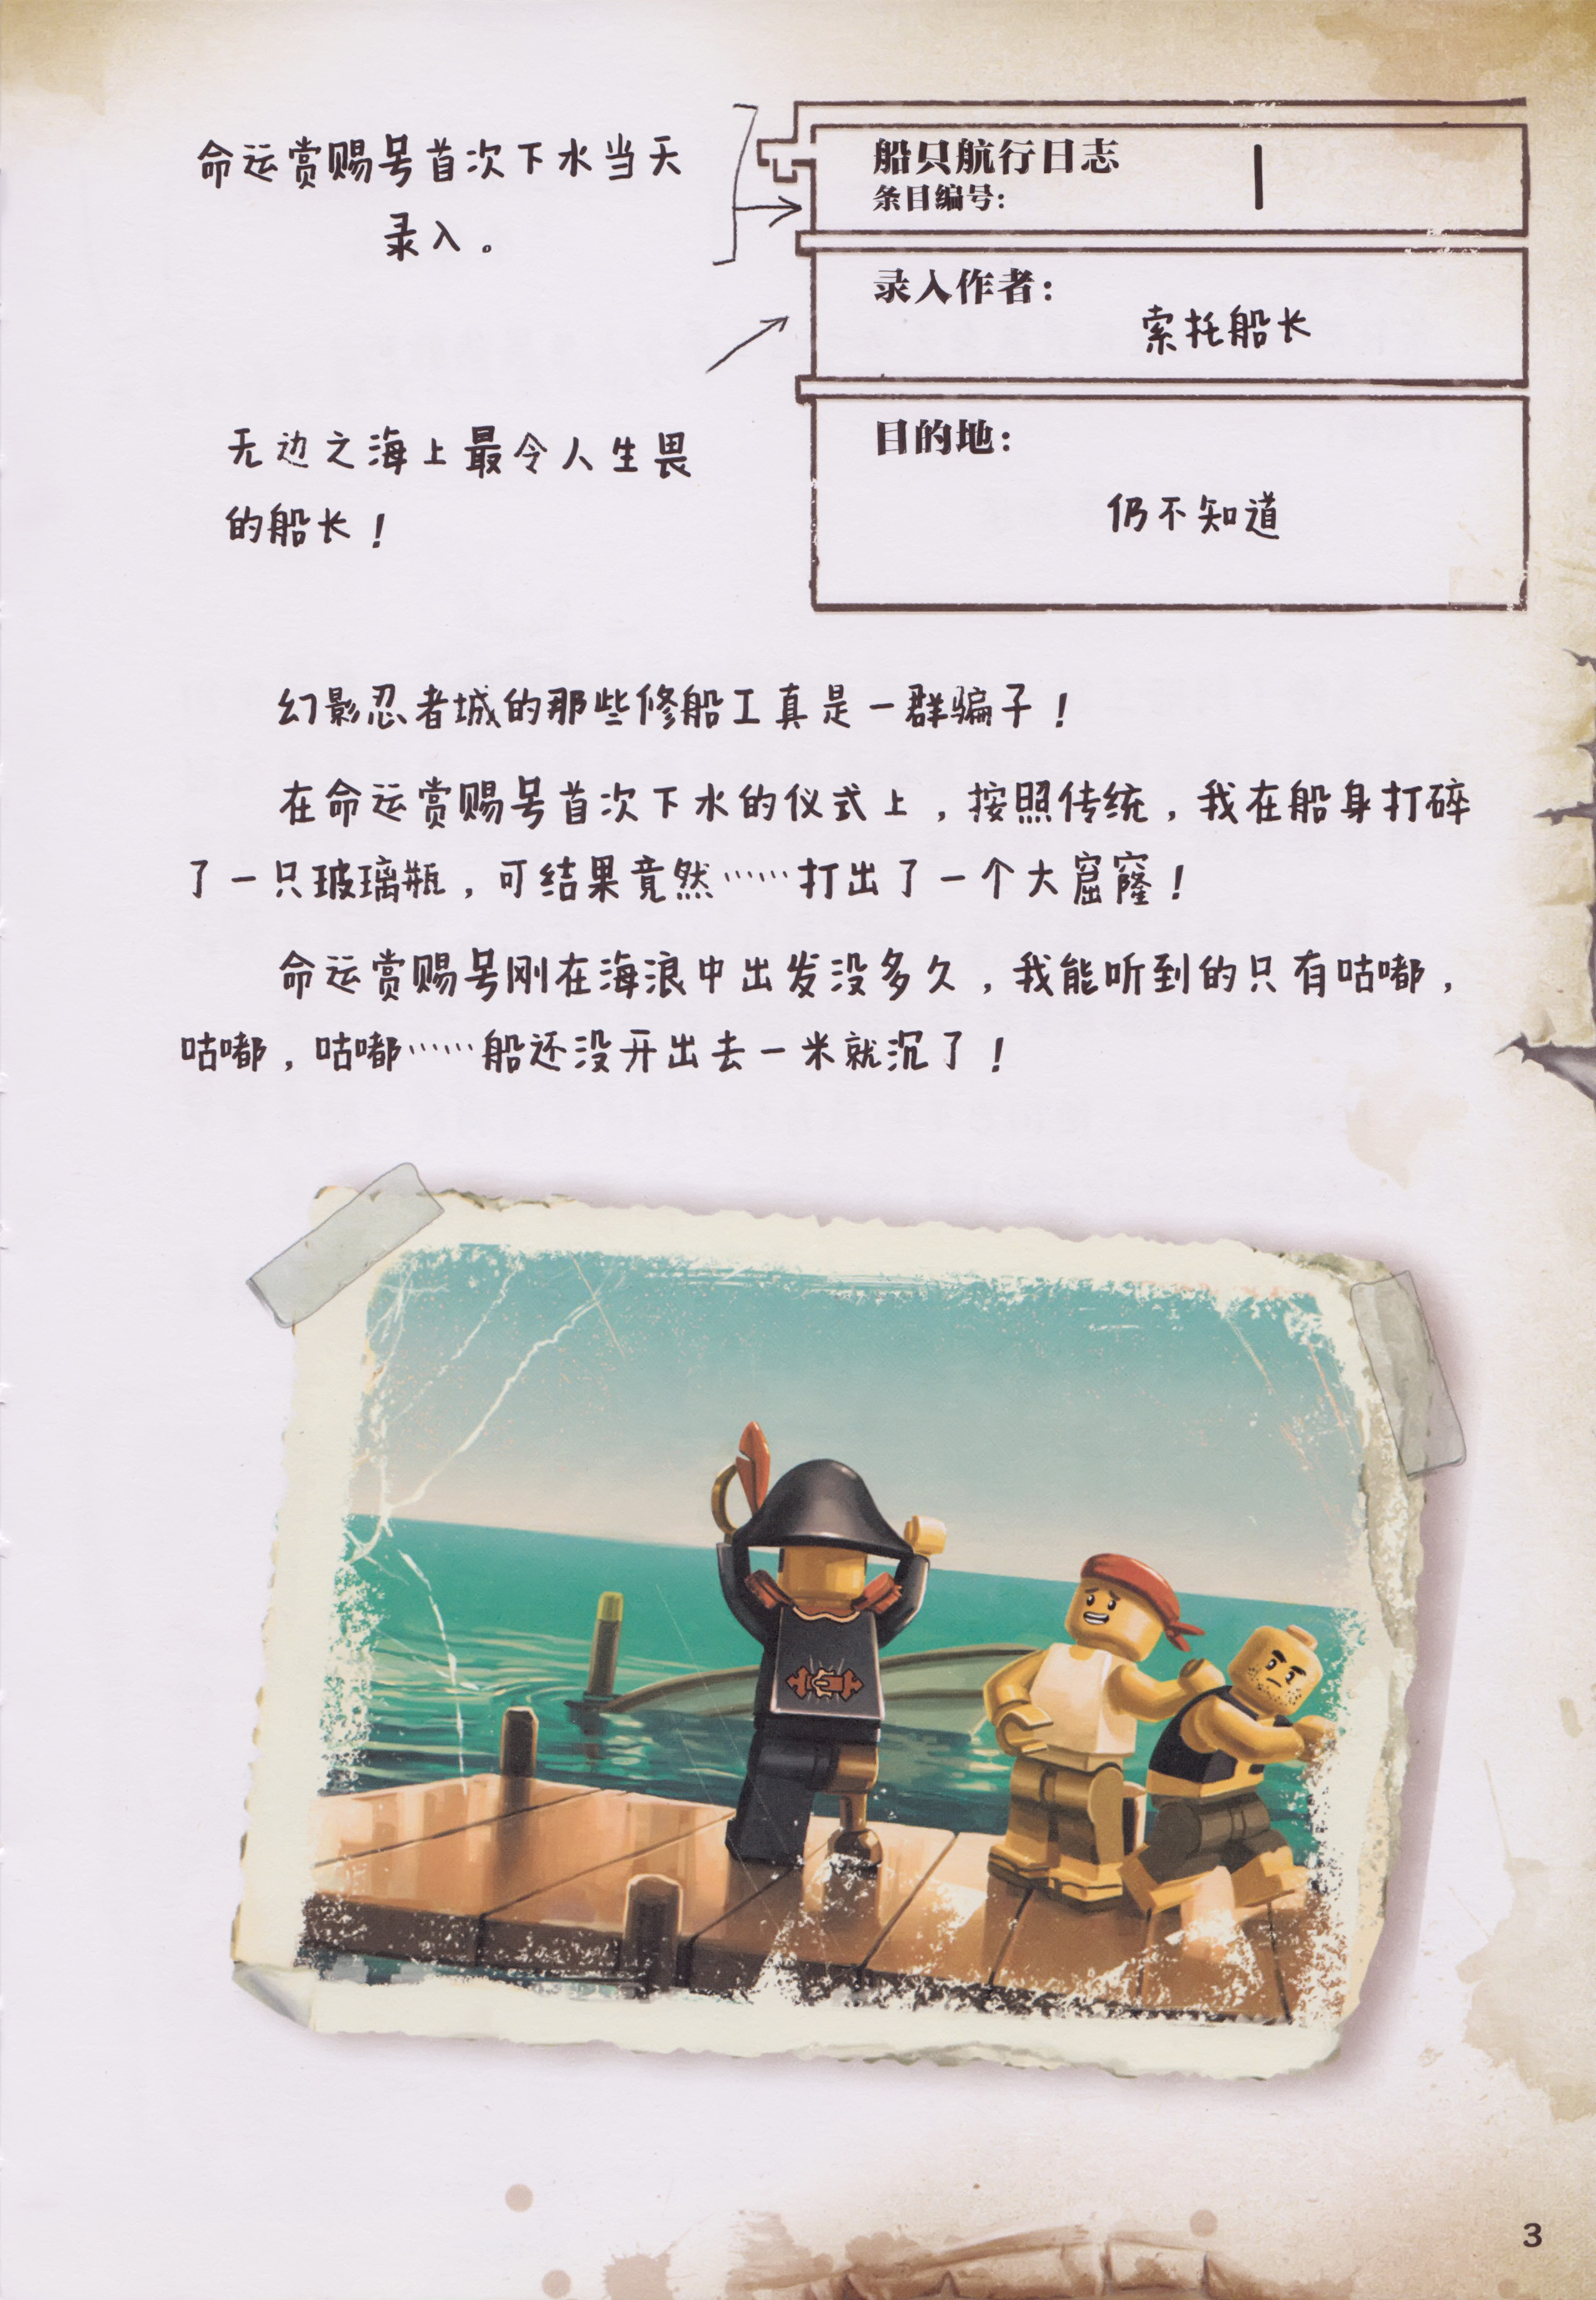 命运赏赐号首次下水当天
录入。
船只航行日志
条目编号：
1
录入作者：
索托船长
无边之海上最令人生畏
的船长！
目的地：
仍不知道
幻影忍者城的那些修船工真是一群骗子！
在命运赏赐号首次下水的仪式上，按照传统，我在船身打碎
了一只玻璃瓶，可结果竟然……打出了一个大窟窿！
命运赏赐号刚在海浪中出发没多久，我能听到的只有咕嘟，
咕嘟，咕嘟……船还没开出去一米就沉了！
3